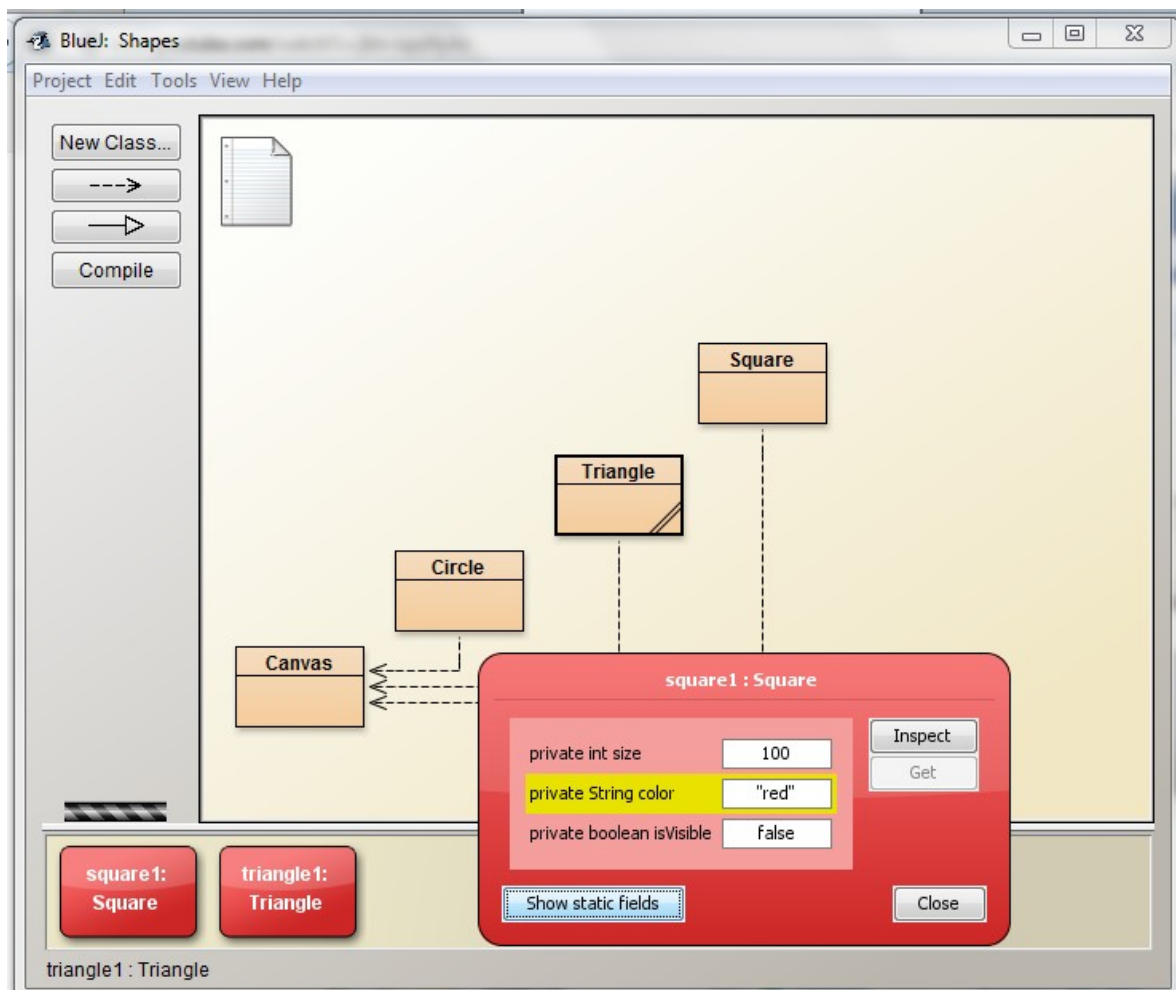 BlueJ: Shapes
Project Edit Tools View Help
New Class...
Compile
Square
Triangle
Circle
Canvas
square1 : Square
private int size 100
private String color "red"
private boolean isVisible false
Inspect
Get
Show static fields
Close
square1:
Square
triangle1:
Triangle
triangle1 : Triangle